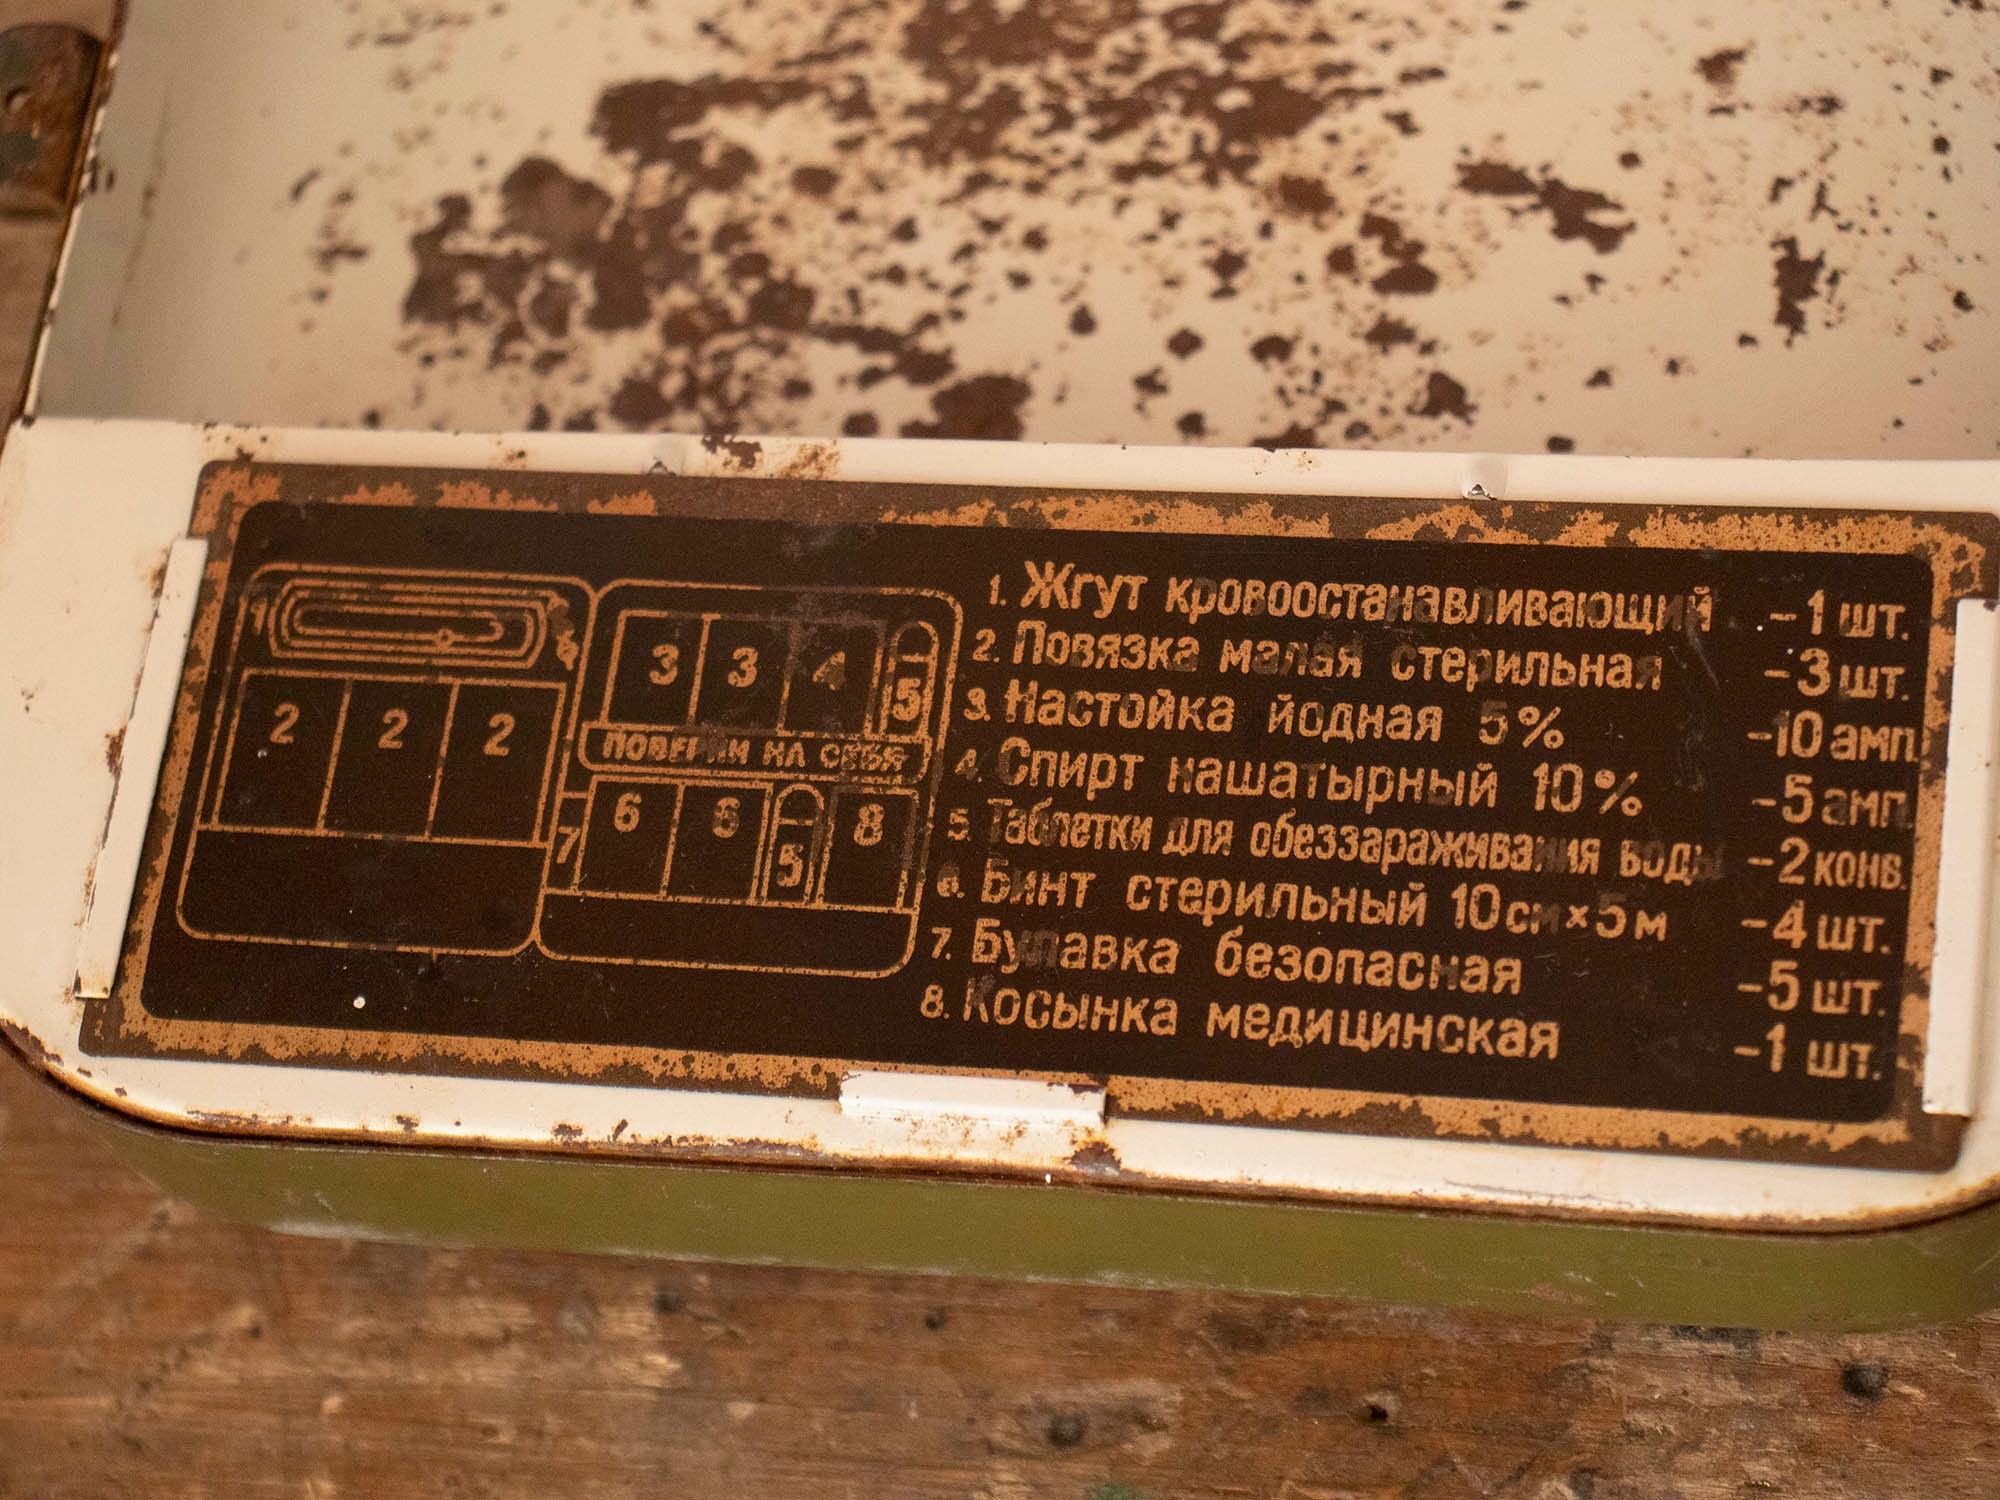 1
2 2 2
3 3 4 5
ПОВЕРНИ НА СЕБЯ
7 6 6 5 8
1. Жгут кровоостанавливающий -1 шт.
2. Повязка малая стерильная -3 шт.
3. Настойка йодная 5% -10 амп.
4. Спирт нашатырный 10% -5 амп.
5. Таблетки для обеззараживания воды -2 конв.
6. Бинт стерильный 10см×5м -4 шт.
7. Булавка безопасная -5 шт.
8. Косынка медицинская -1 шт.